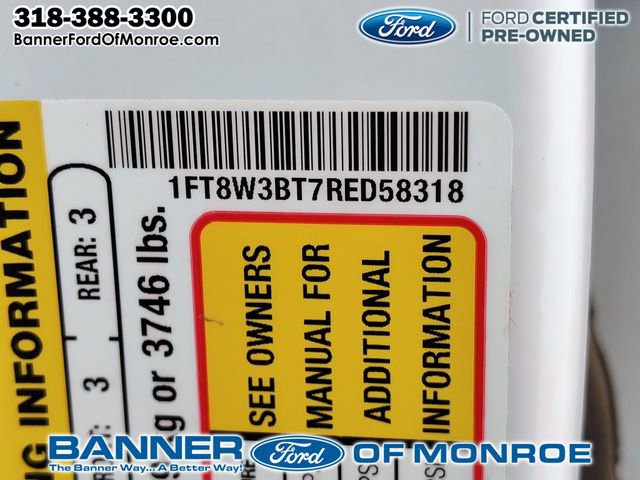 318-388-3300
BannerFordOfMonroe.com
Ford
FORD CERTIFIED
PRE-OWNED
1FT8W3BT7RED58318
INFORMATION
REAR: 3
3
or 3746 lbs.
SEE OWNERS
MANUAL FOR
ADDITIONAL
INFORMATION
BANNER Ford OF MONROE
The Banner Way... A Better Way!